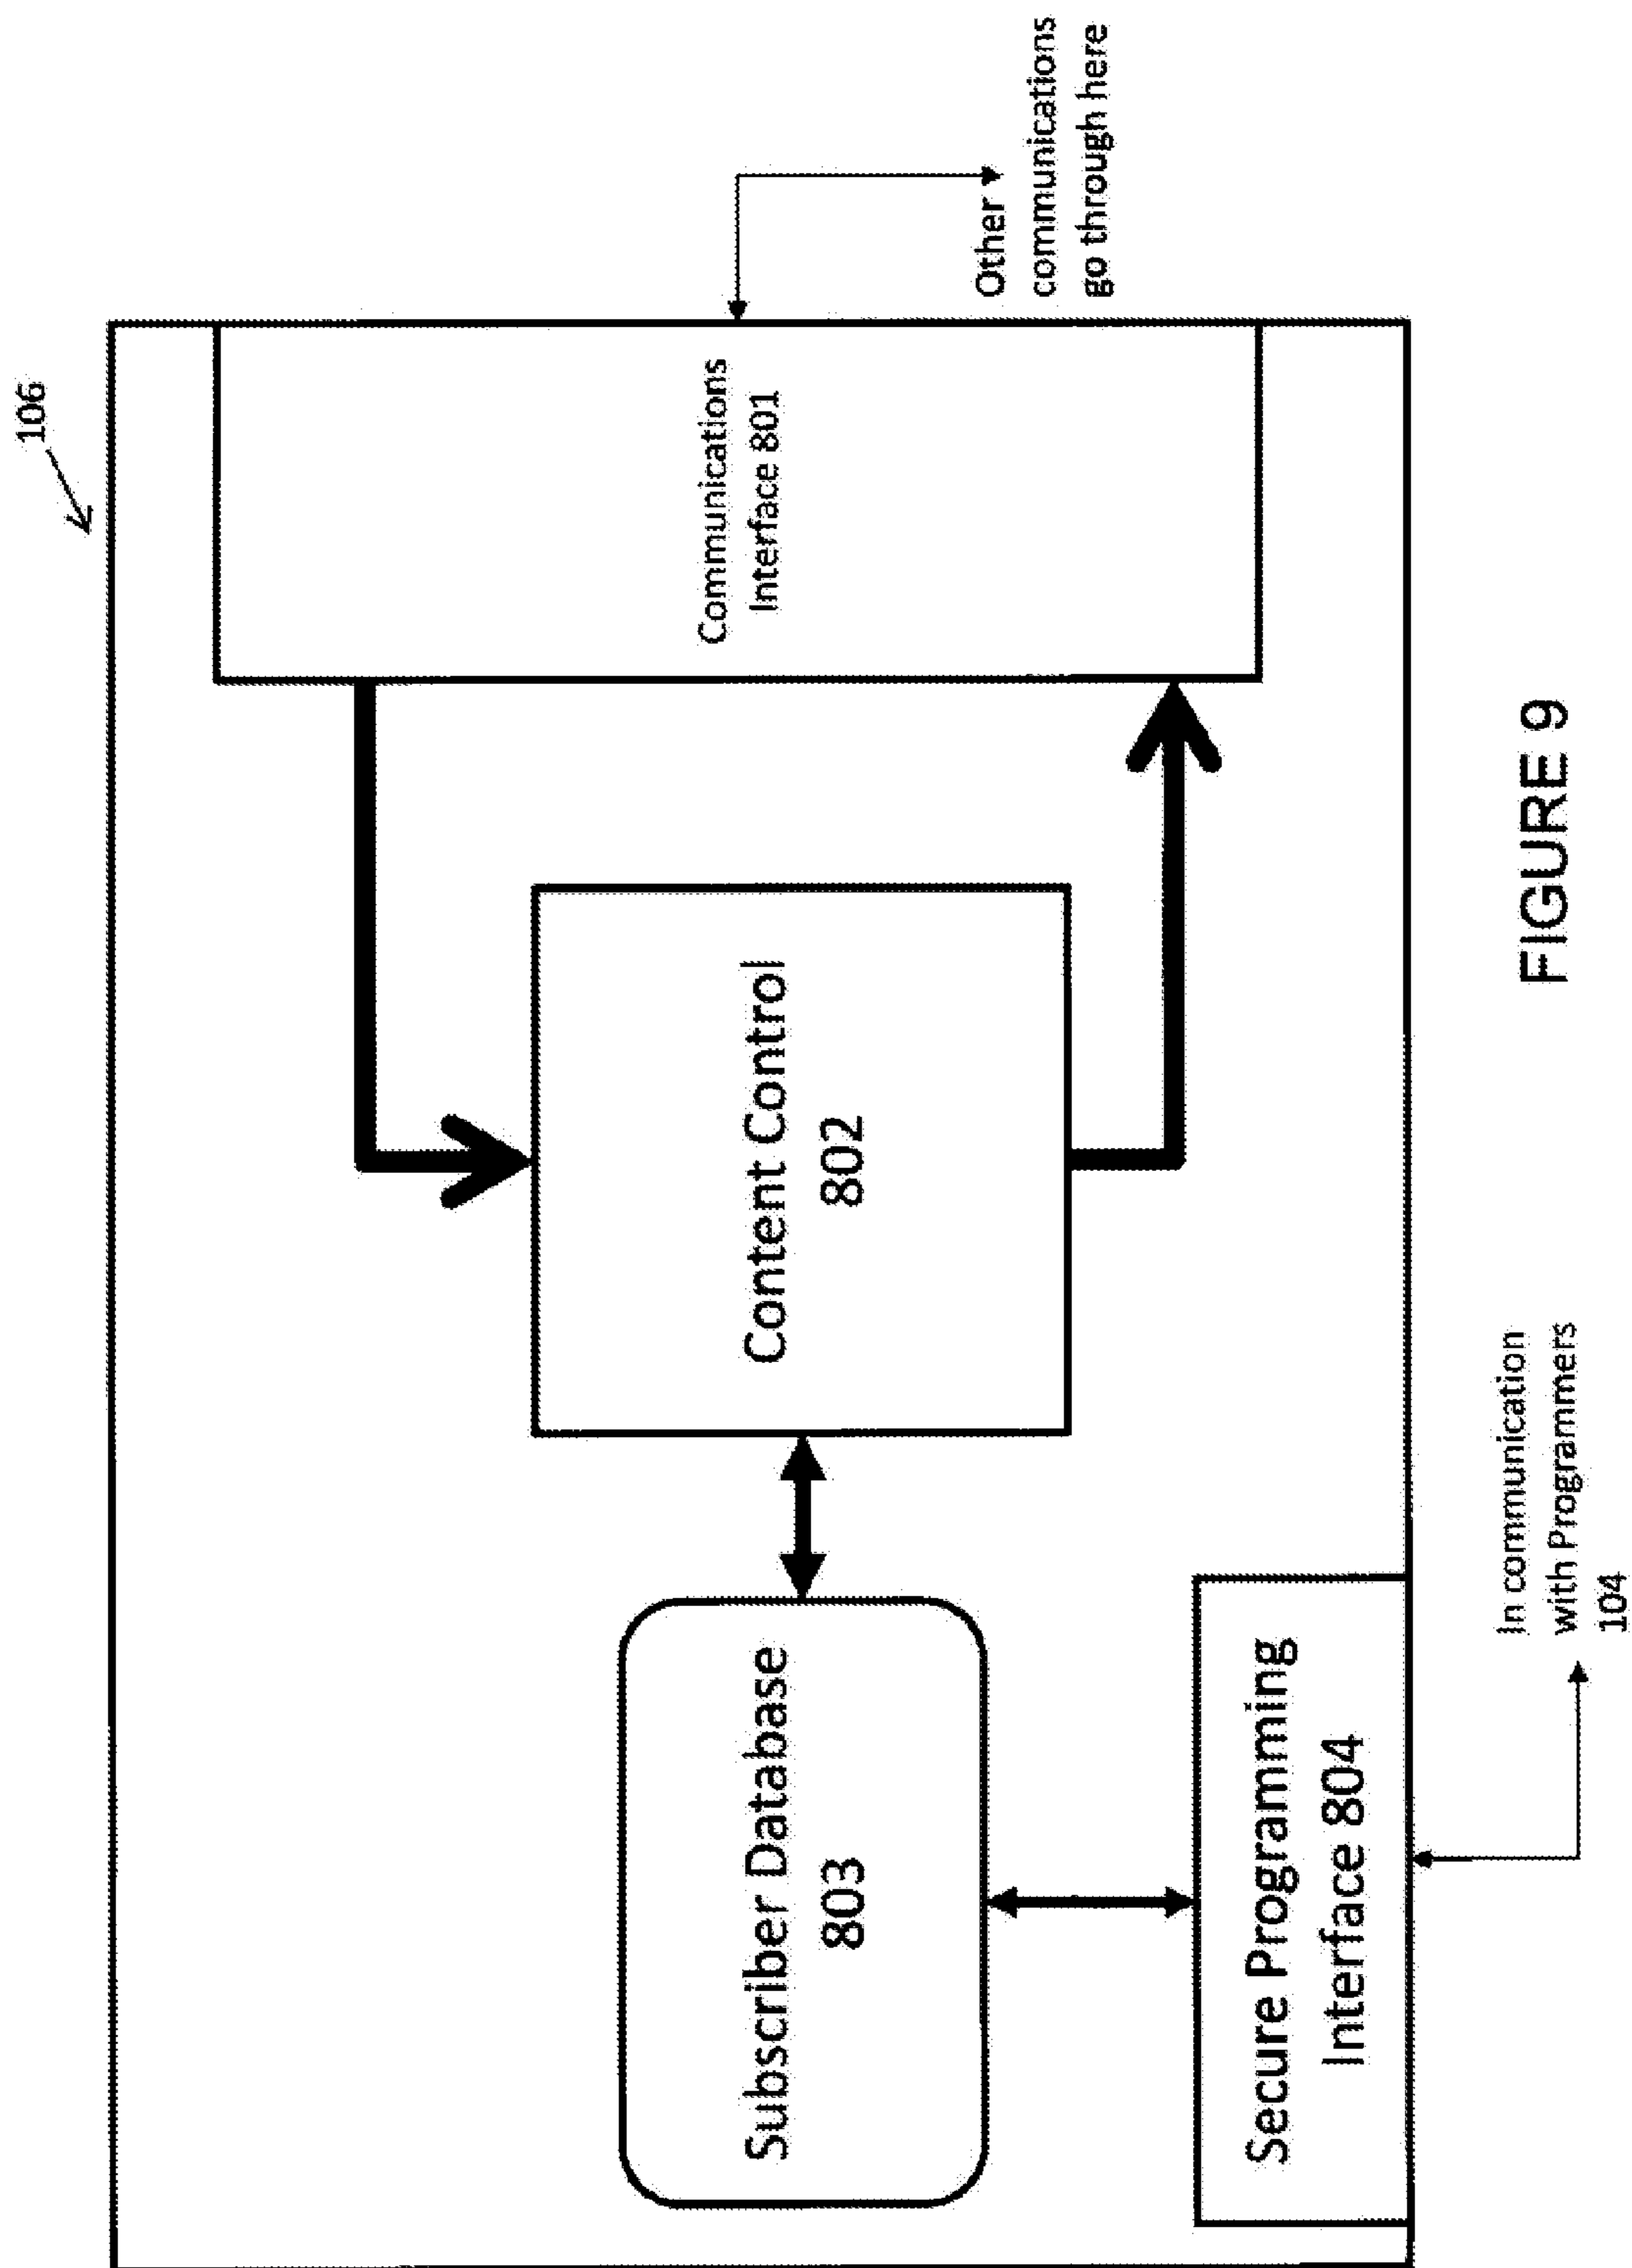 106
Communications
Interface 801
Other
communications
go through here
Content Control
802
Subscriber Database
803
Secure Programming
Interface 804
In communication
with Programmers
104
FIGURE 9